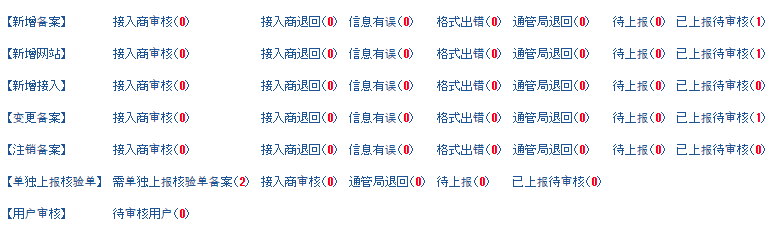 【新增备案】 接入商审核(0) 接入商退回(0) 信息有误(0) 格式出错(0) 通管局退回(0) 待上报(0) 已上报待审核(1)
【新增网站】 接入商审核(0) 接入商退回(0) 信息有误(0) 格式出错(0) 通管局退回(0) 待上报(0) 已上报待审核(1)
【新增接入】 接入商审核(0) 接入商退回(0) 信息有误(0) 格式出错(0) 通管局退回(0) 待上报(0) 已上报待审核(0)
【变更备案】 接入商审核(0) 接入商退回(0) 信息有误(0) 格式出错(0) 通管局退回(0) 待上报(0) 已上报待审核(1)
【注销备案】 接入商审核(0) 接入商退回(0) 信息有误(0) 格式出错(0) 通管局退回(0) 待上报(0) 已上报待审核(0)
【单独上报核验单】 需单独上报核验单备案(2) 接入商审核(0) 通管局退回(0) 待上报(0) 已上报待审核(0)
【用户审核】 待审核用户(0)